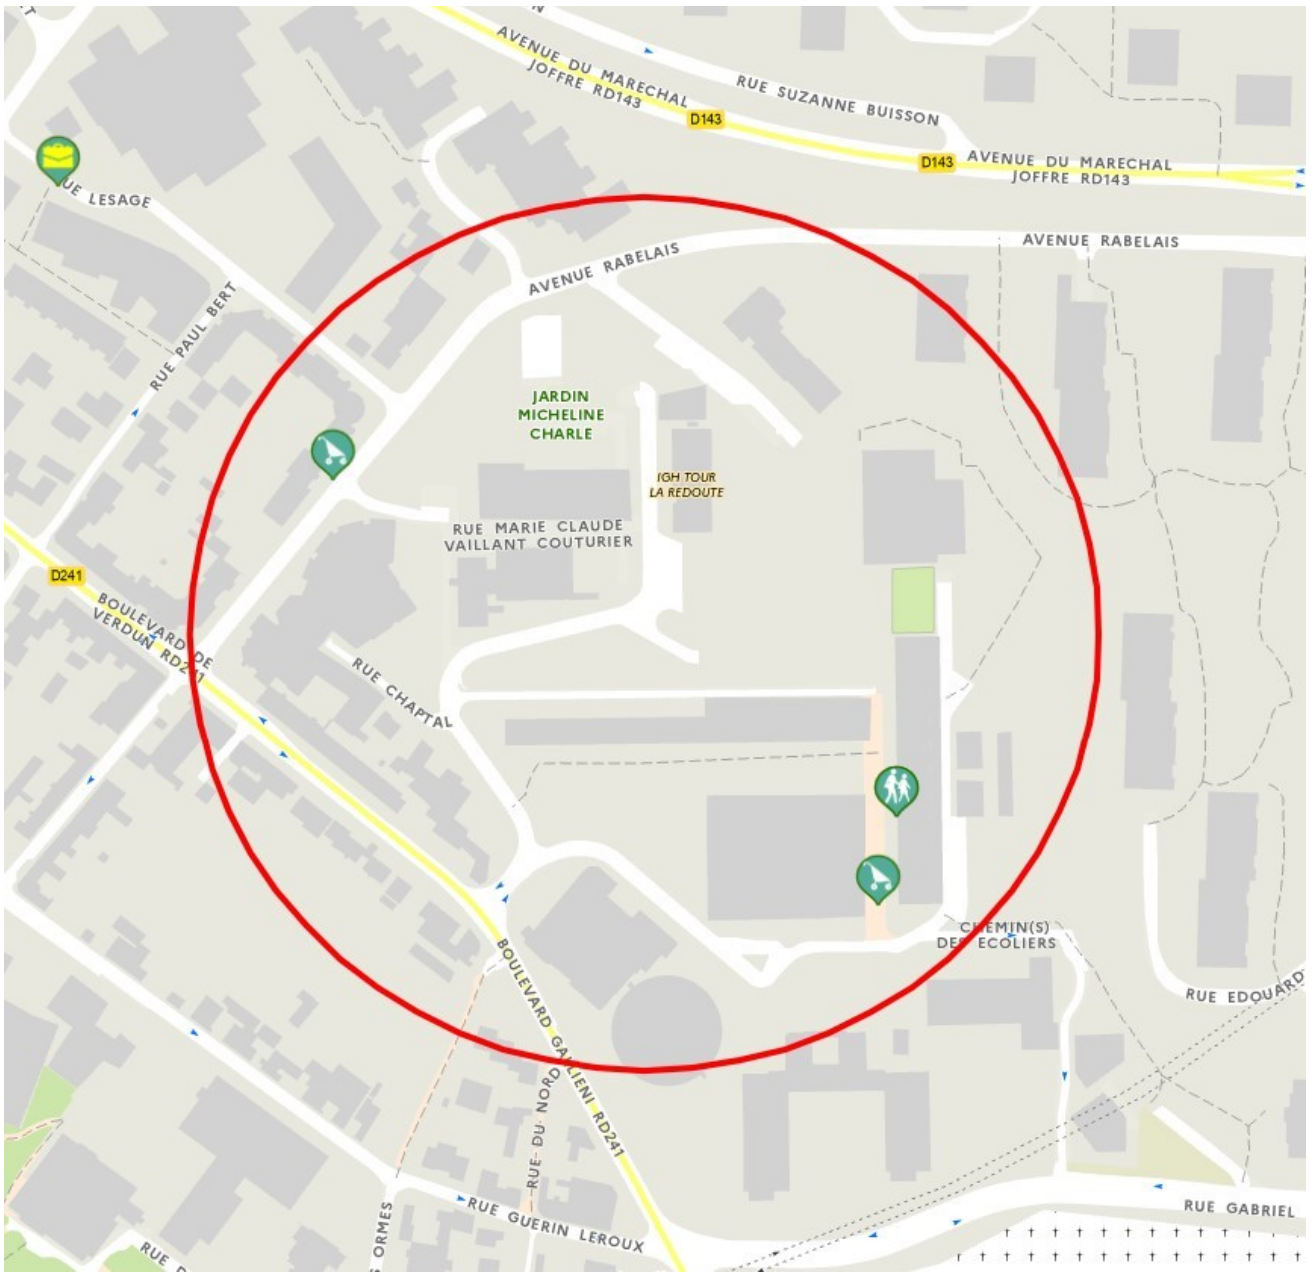 AVENUE DU MARECHAL
JOFFRE RD143
RUE SUZANNE BUISSON
D143
D143
AVENUE DU MARECHAL
JOFFRE RD143
UE LESAGE
AVENUE RABELAIS
AVENUE RABELAIS
RUE PAUL BERT
JARDIN
MICHELINE
CHARLE
IGH TOUR
LA REDOUTE
RUE MARIE CLAUDE
VAILLANT COUTURIER
D241
BOULEVARD DE
VERDUN RD241
RUE CHAPTAL
CHEMIN(S)
DES ECOLIERS
BOULEVARD GALLIENI RD241
RUE EDOUARD
RUE DU NORD
RUE GUERIN LEROUX
RUE GABRIEL
S ORMES
RUE D